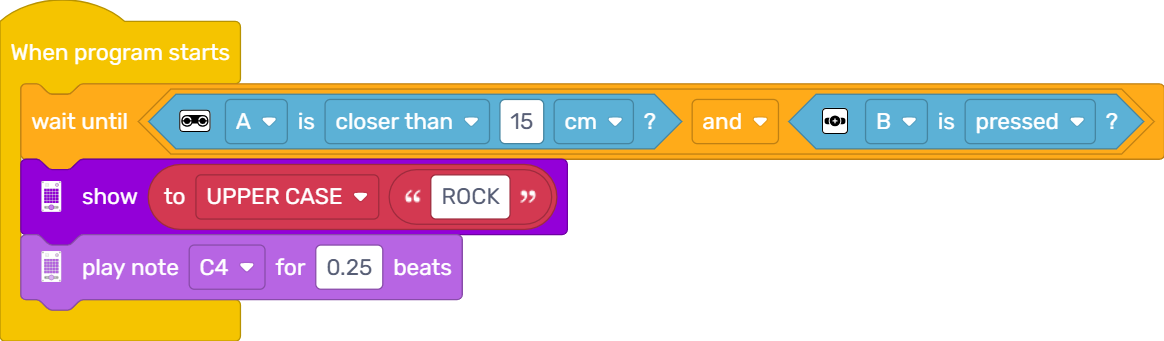 When program starts
wait until A is closer than 15 cm ? and B is pressed ?
show to UPPER CASE “ ROCK ”
play note C4 for 0.25 beats